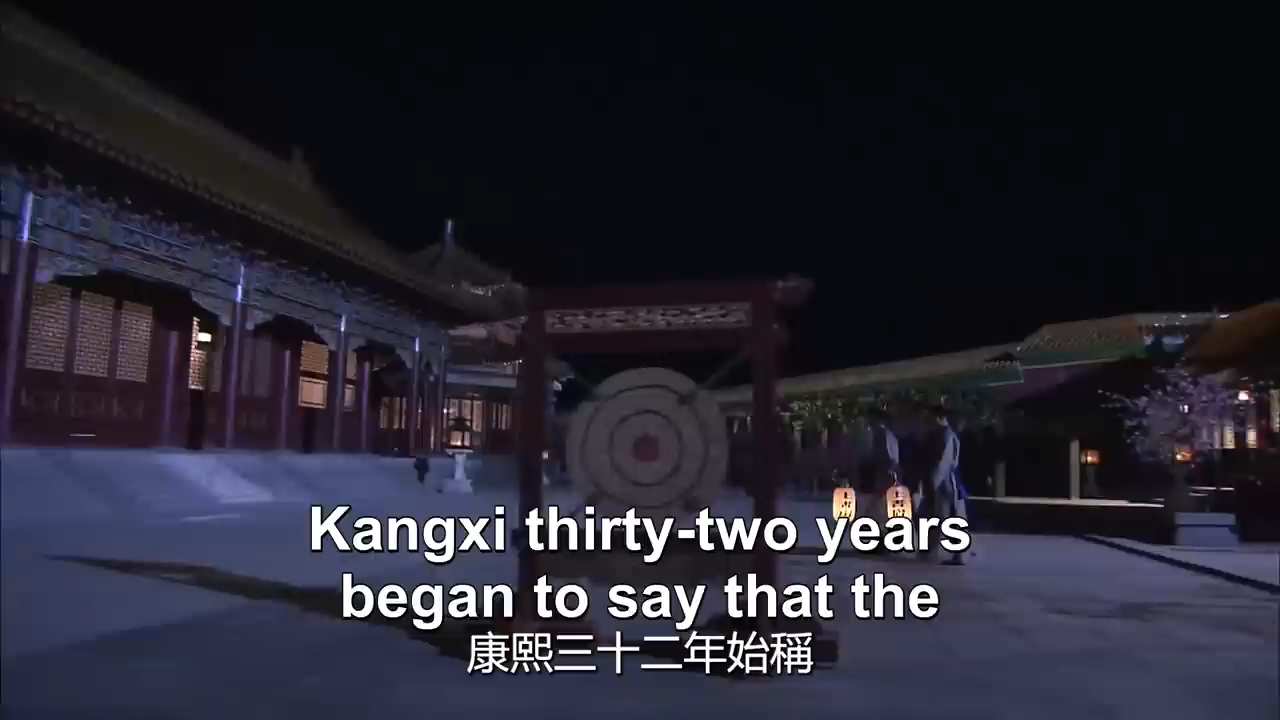 Kangxi thirty-two years
began to say that the
康熙三十二年始稱